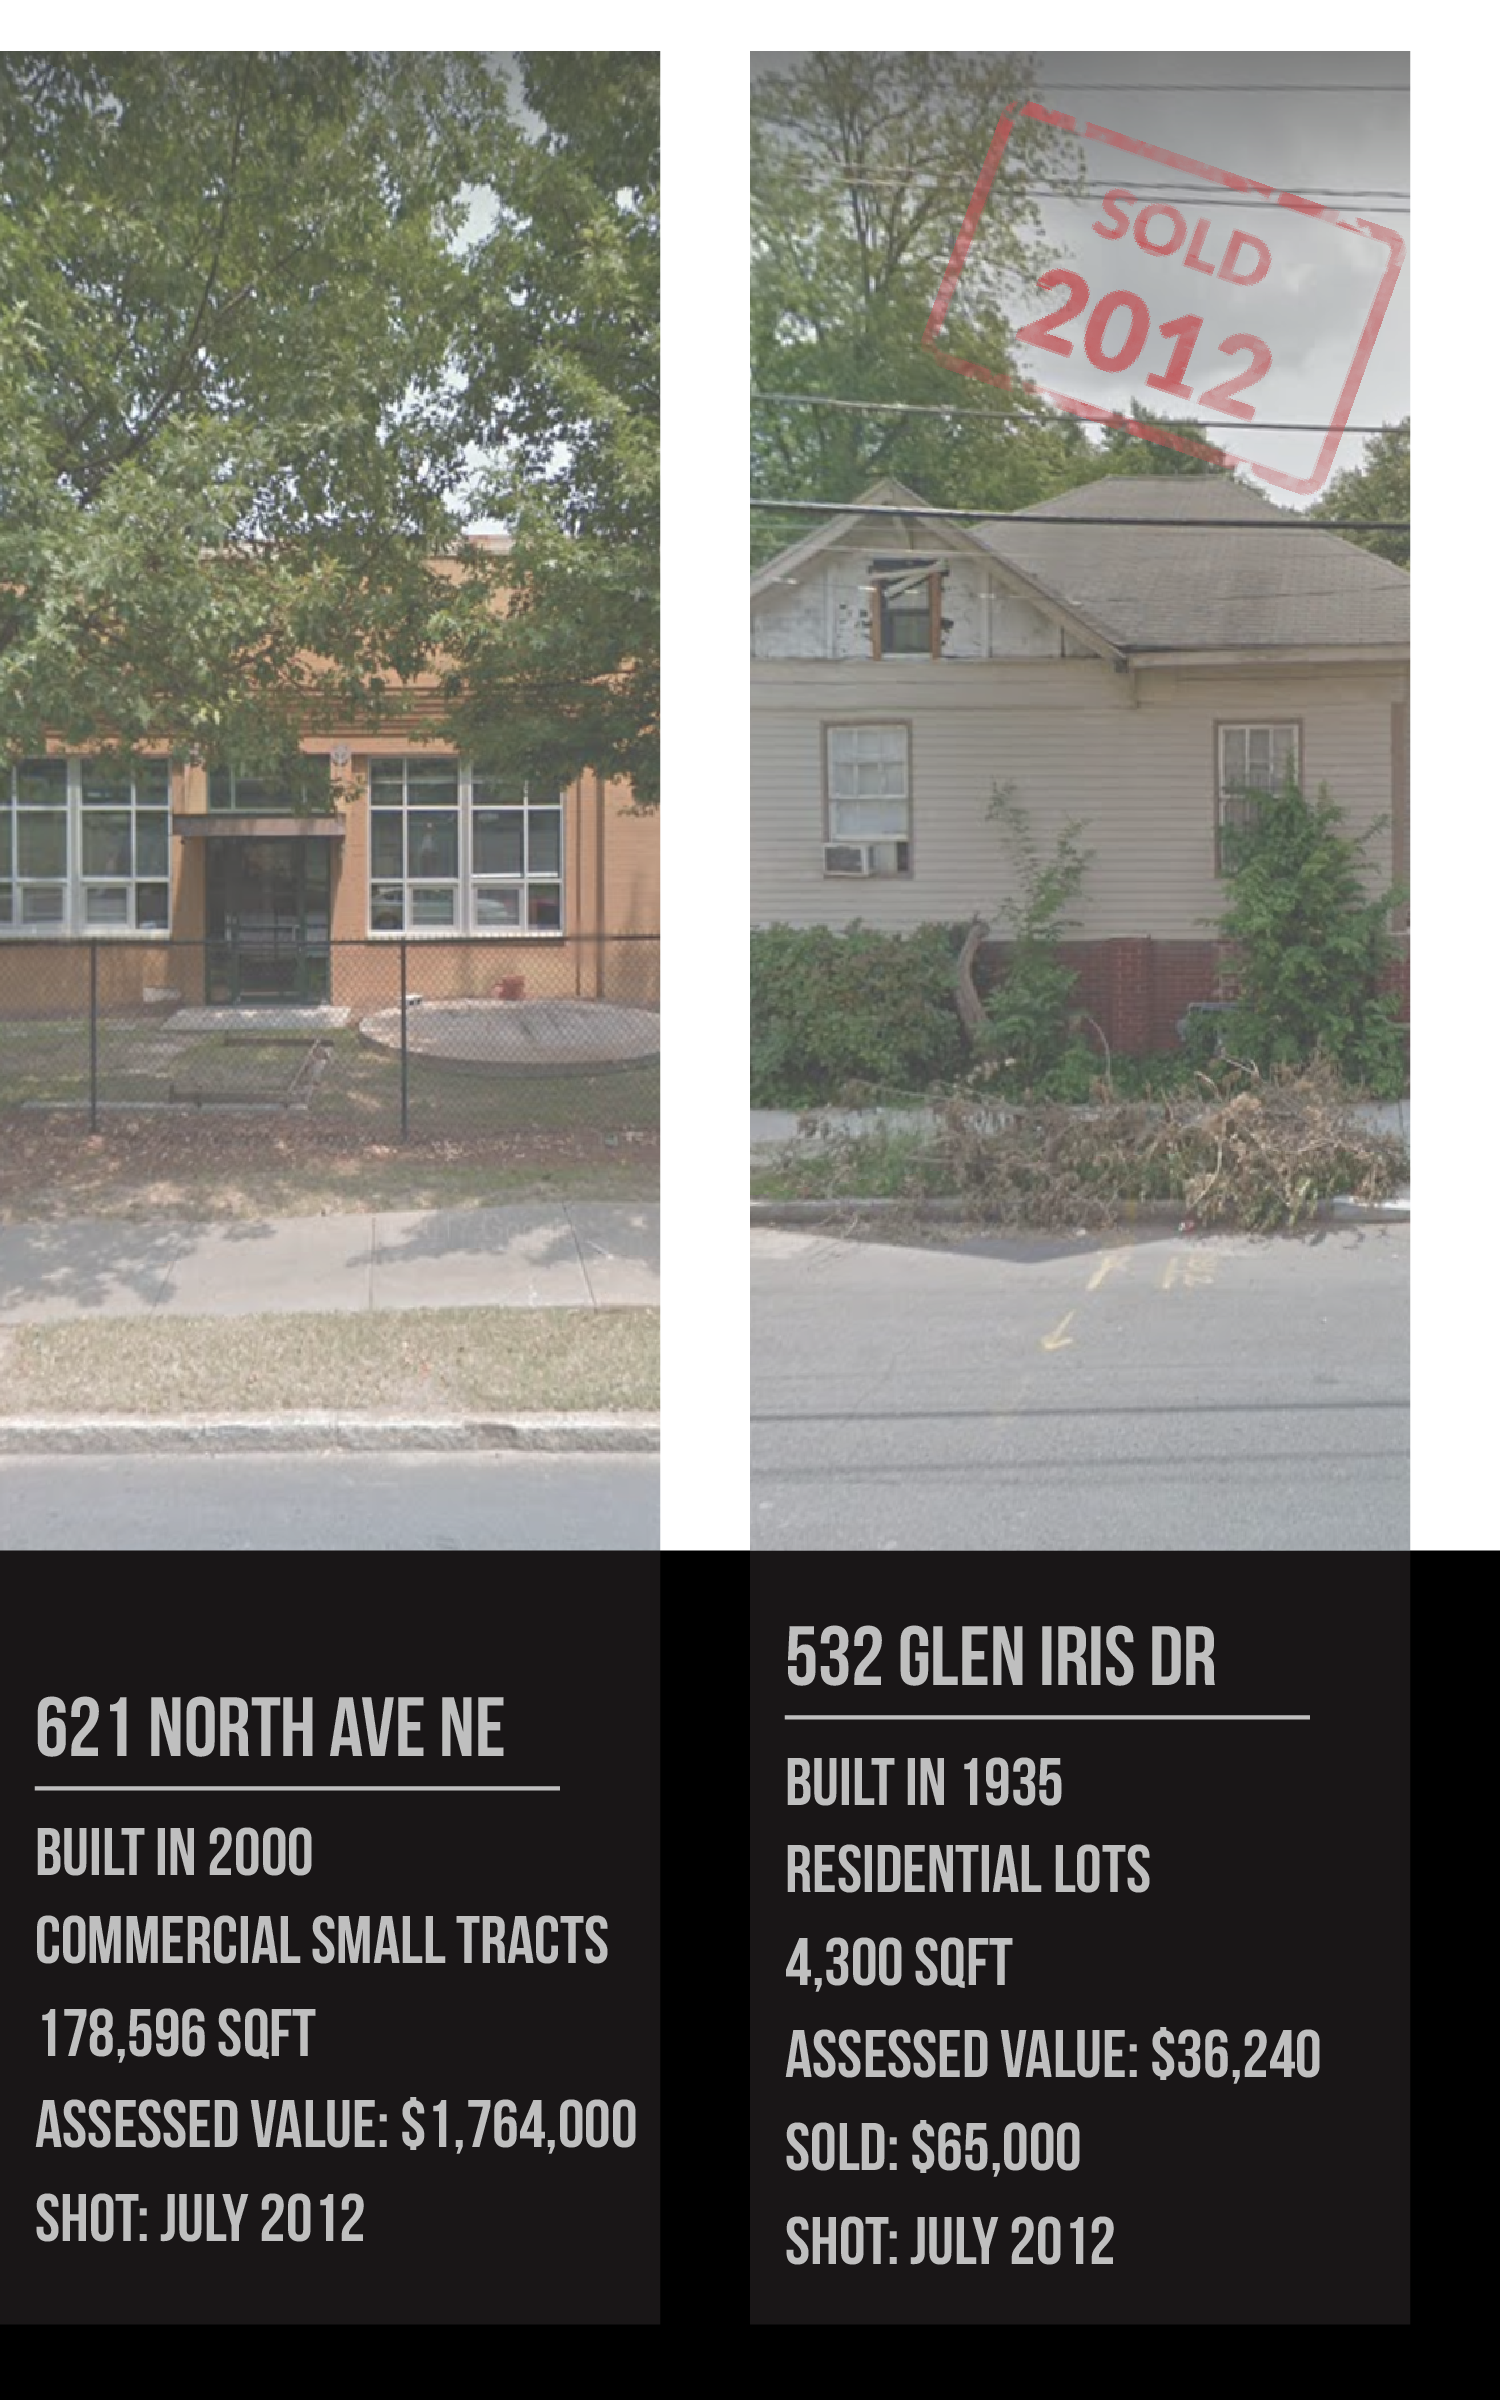 621 NORTH AVE NE
BUILT IN 2000
COMMERCIAL SMALL TRACTS
178,596 SQFT
ASSESSED VALUE: $1,764,000
SHOT: JULY 2012
SOLD
2012
532 GLEN IRIS DR
BUILT IN 1935
RESIDENTIAL LOTS
4,300 SQFT
ASSESSED VALUE: $36,240
SOLD: $65,000
SHOT: JULY 2012